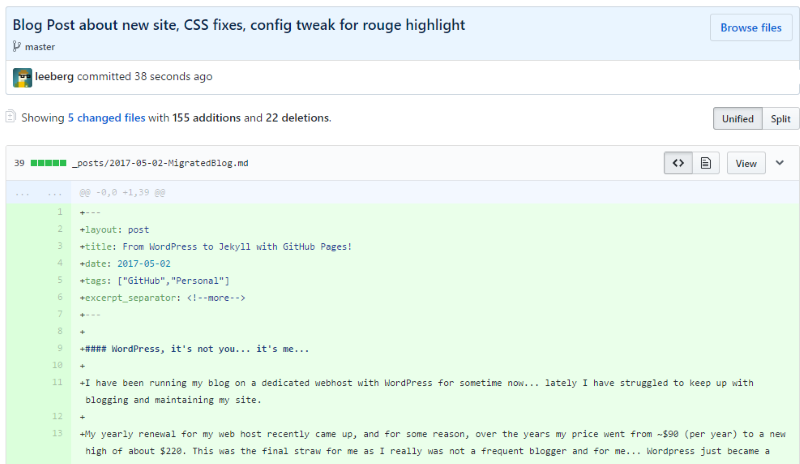 Blog Post about new site, CSS fixes, config tweak for rouge highlight
Browse files
master
leeberg committed 38 seconds ago
Showing 5 changed files with 155 additions and 22 deletions.
Unified Split
39 _posts/2017-05-02-MigratedBlog.md
<> View
... ... @@ -0,0 +1,39 @@
1 +---
2 +layout: post
3 +title: From WordPress to Jekyll with GitHub Pages!
4 +date: 2017-05-02
5 +tags: ["GitHub","Personal"]
6 +excerpt_separator: <!--more-->
7 +---
8 +
9 +#### WordPress, it's not you... it's me...
10 +
11 +I have been running my blog on a dedicated webhost with WordPress for sometime now... lately I have struggled to keep up with
blogging and maintaining my site.
12 +
13 +My yearly renewal for my web host recently came up, and for some reason, over the years my price went from ~$90 (per year) to a new
high of about $220. This was the final straw for me as I really was not a frequent blogger and for me... Wordpress just became a